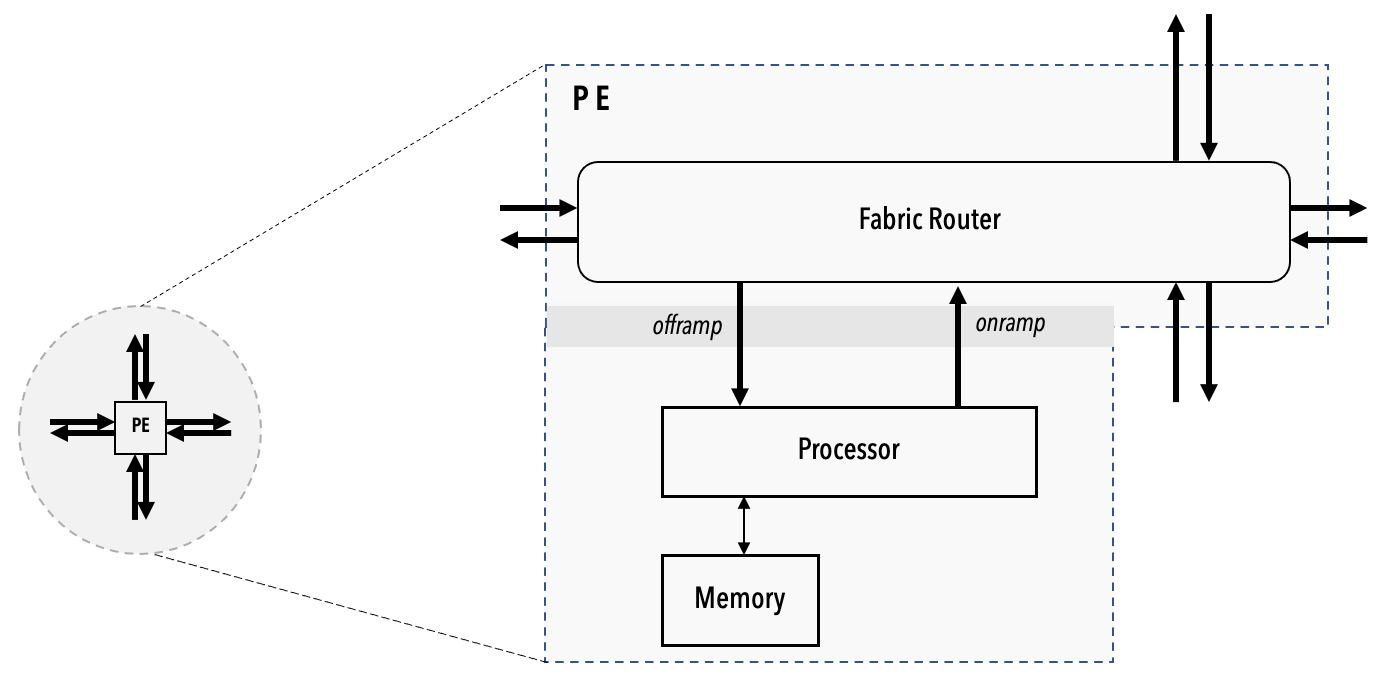 P E
Fabric Router
offramp
onramp
PE
Processor
Memory